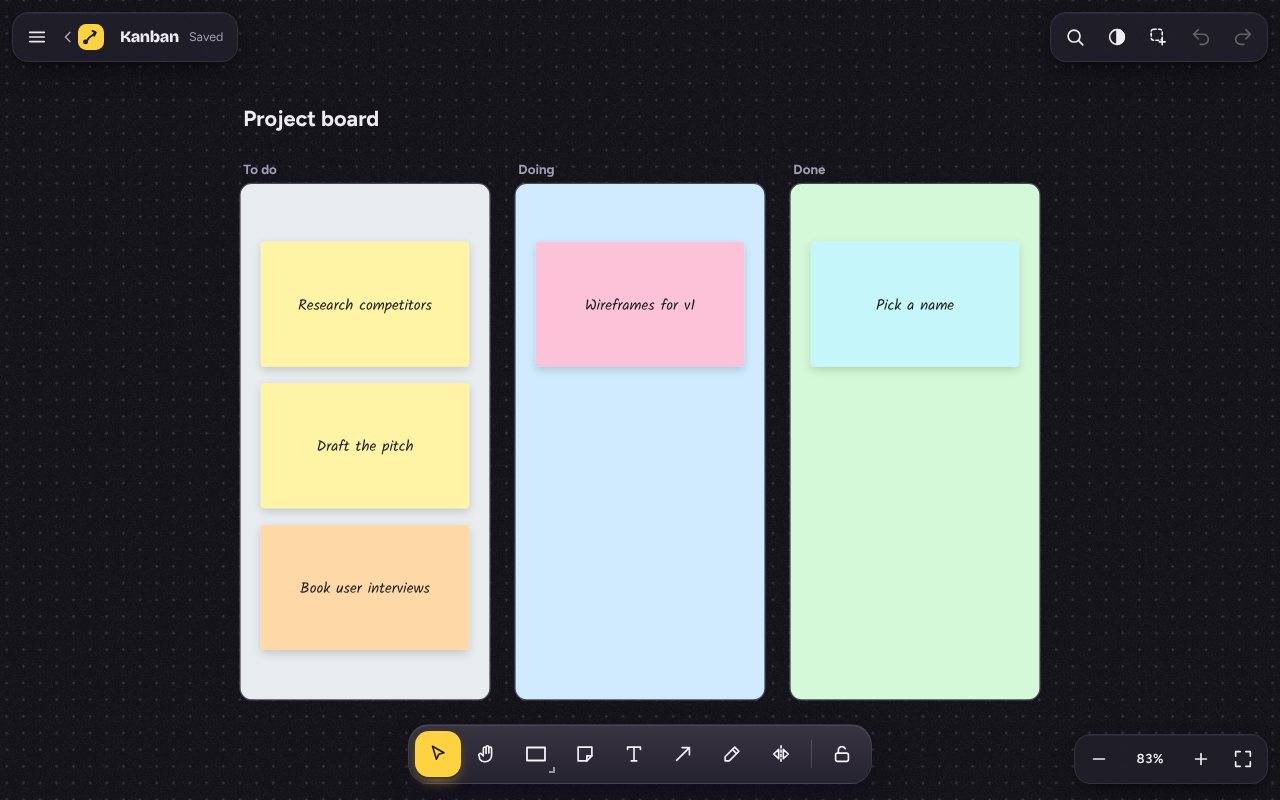 Kanban Saved
Project board
To do
Doing
Done
Research competitors
Wireframes for v1
Pick a name
Draft the pitch
Book user interviews
83%